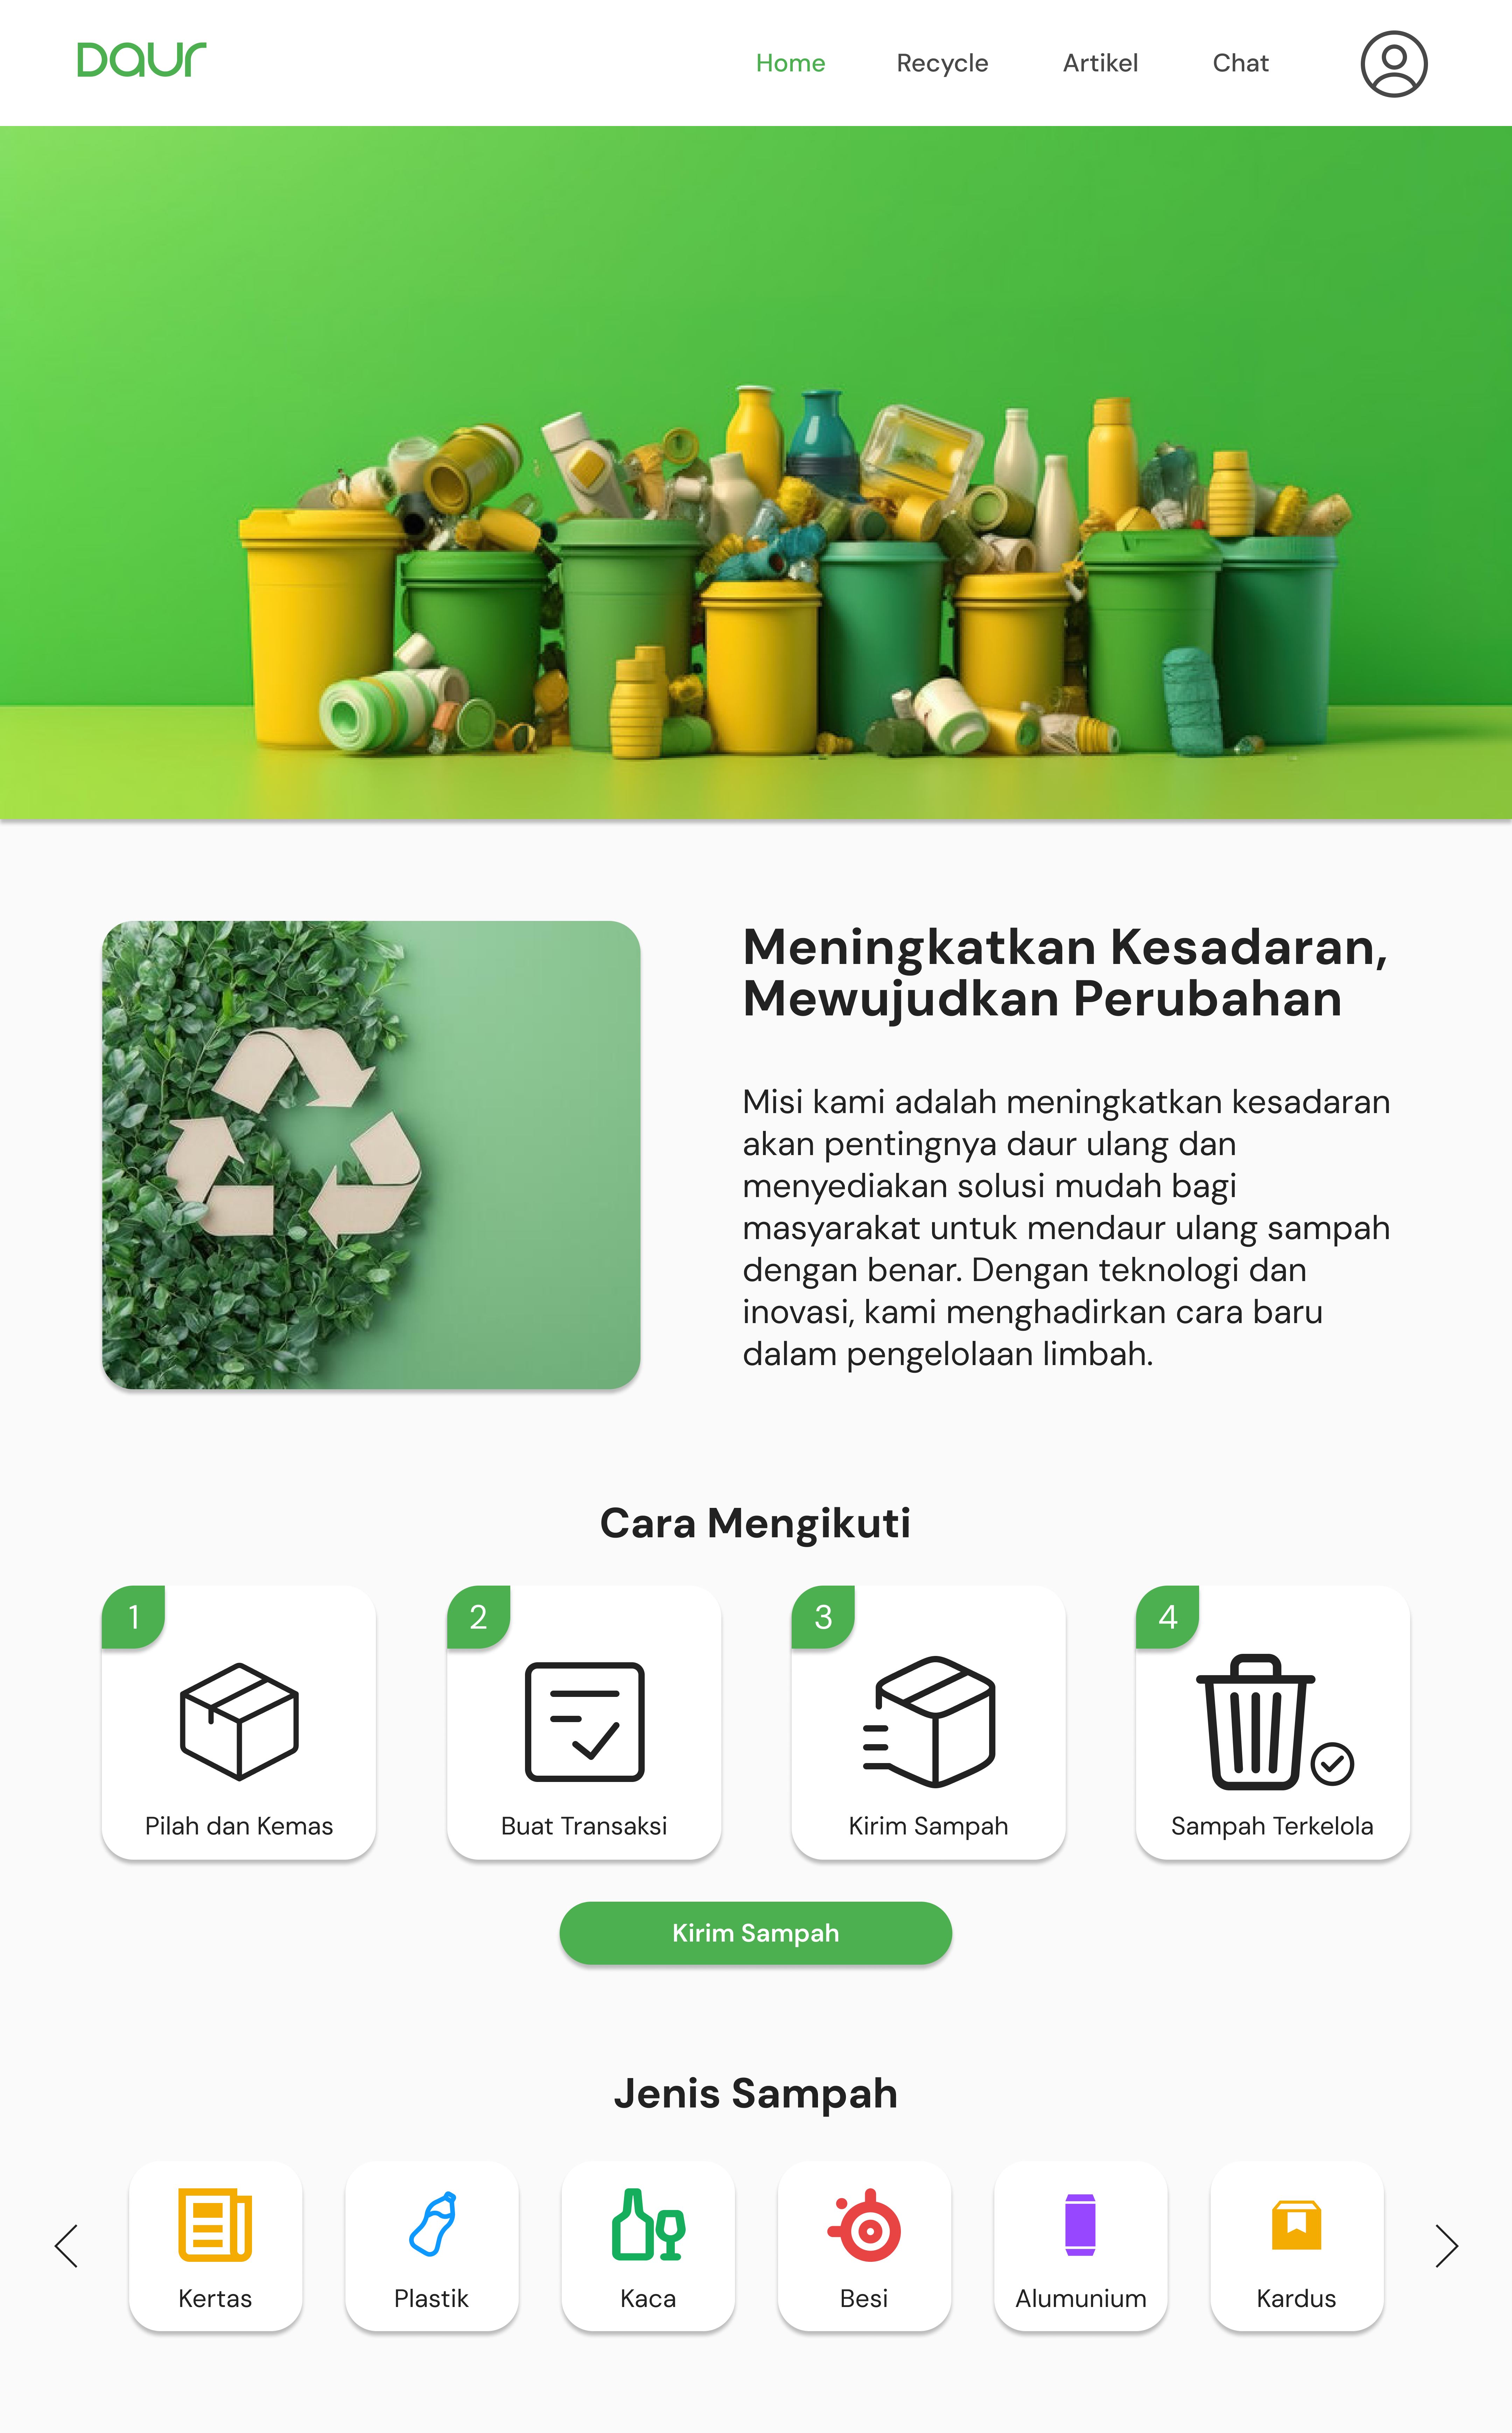 Daur
Home
Recycle
Artikel
Chat
Meningkatkan Kesadaran,
Mewujudkan Perubahan
Misi kami adalah meningkatkan kesadaran
akan pentingnya daur ulang dan
menyediakan solusi mudah bagi
masyarakat untuk mendaur ulang sampah
dengan benar. Dengan teknologi dan
inovasi, kami menghadirkan cara baru
dalam pengelolaan limbah.
Cara Mengikuti
1
Pilah dan Kemas
2
Buat Transaksi
3
Kirim Sampah
4
Sampah Terkelola
Kirim Sampah
Jenis Sampah
Kertas
Plastik
Kaca
Besi
Alumunium
Kardus